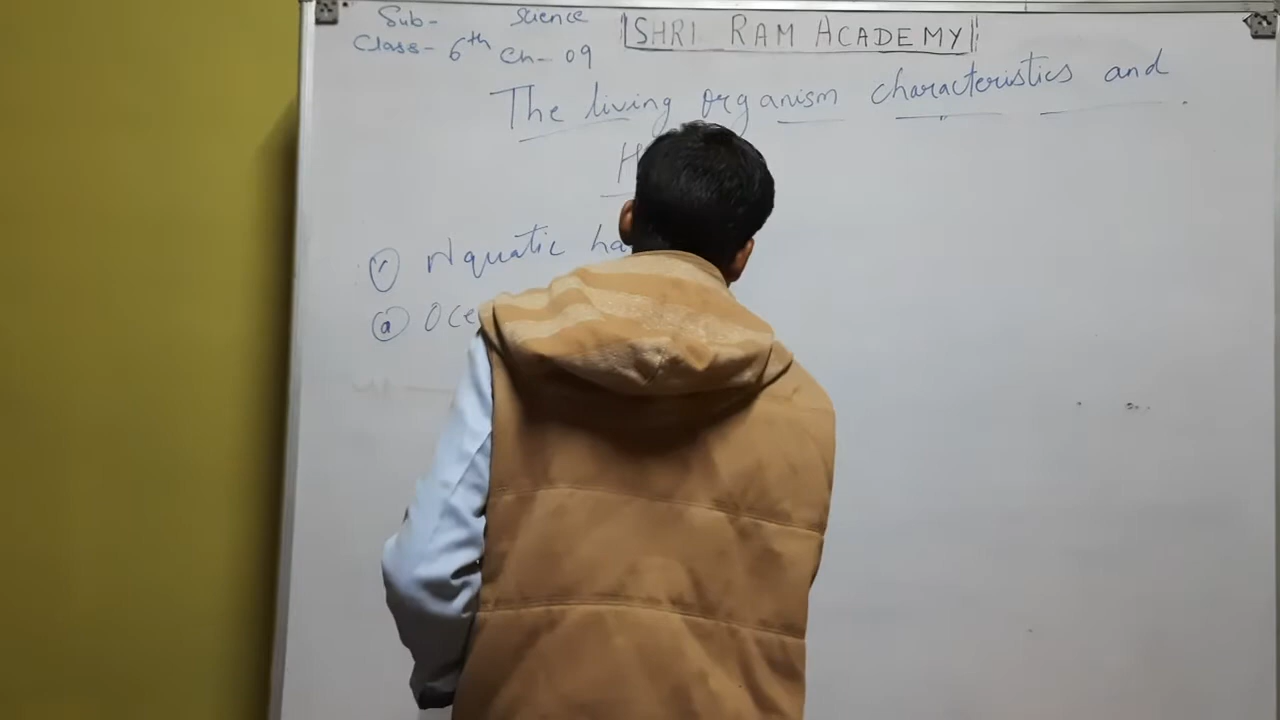 Sub- Science
Class- 6th Ch- 09
SHRI RAM ACADEMY
The living organism characteristics and
H
① Aquatic ha
ⓐ Oce